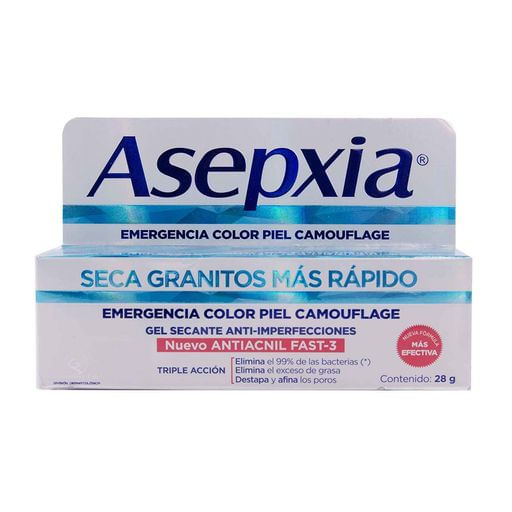 Asepxia®
EMERGENCIA COLOR PIEL CAMOUFLAGE
SECA GRANITOS MÁS RÁPIDO
EMERGENCIA COLOR PIEL CAMOUFLAGE
GEL SECANTE ANTI-IMPERFECCIONES
Nuevo ANTIACNIL FAST-3
TRIPLE ACCIÓN
Elimina el 99% de las bacterias (*)
Elimina el exceso de grasa
Destapa y afina los poros
NUEVA FÓRMULA
MÁS
EFECTIVA
DIVISIÓN DERMATOLÓGICA
Contenido: 28 g